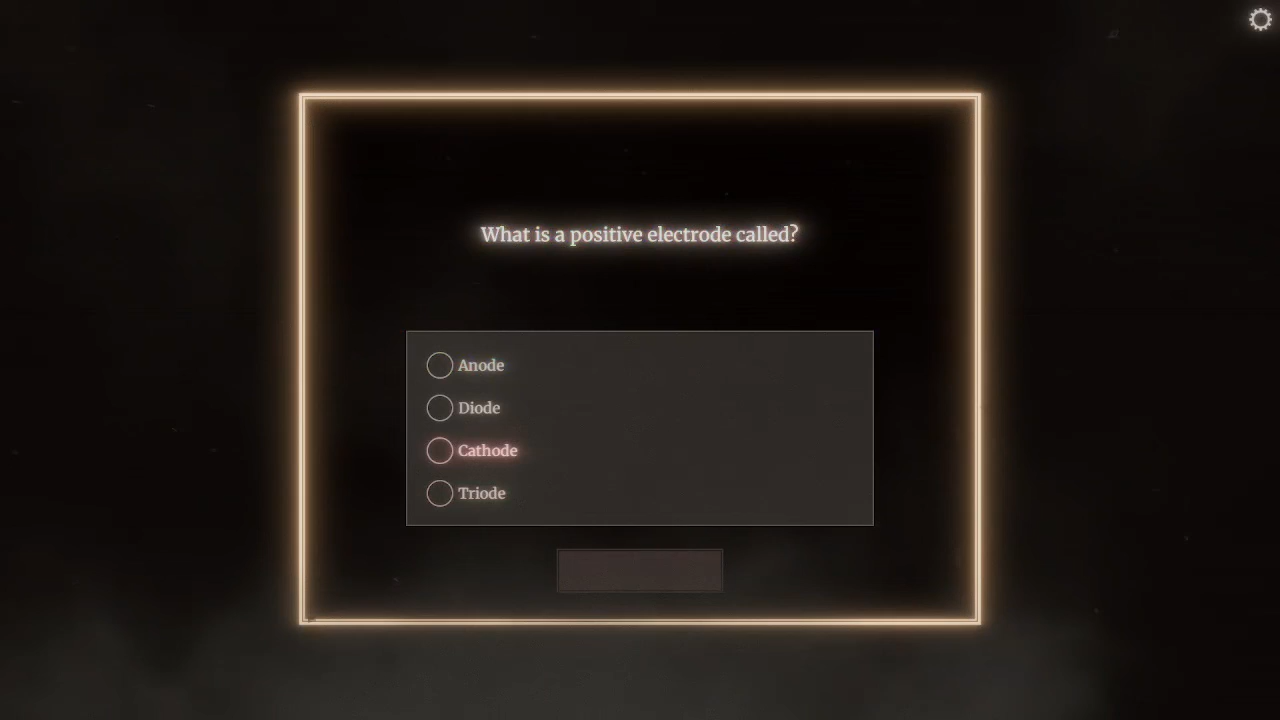 What is a positive electrode called?
Anode
Diode
Cathode
Triode